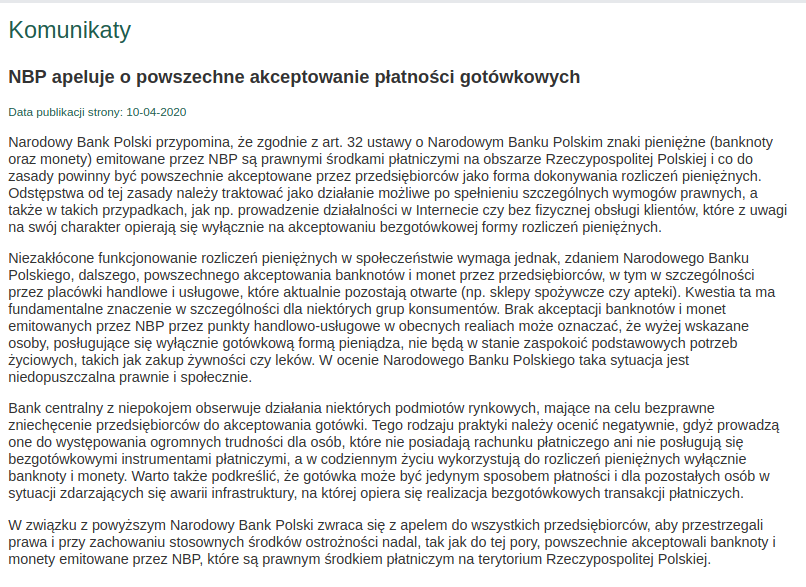 Komunikaty
NBP apeluje o powszechne akceptowanie płatności gotówkowych
Data publikacji strony: 10-04-2020
Narodowy Bank Polski przypomina, że zgodnie z art. 32 ustawy o Narodowym Banku Polskim znaki pieniężne (banknoty
oraz monety) emitowane przez NBP są prawnymi środkami płatniczymi na obszarze Rzeczypospolitej Polskiej i co do
zasady powinny być powszechnie akceptowane przez przedsiębiorców jako forma dokonywania rozliczeń pieniężnych.
Odstępstwa od tej zasady należy traktować jako działanie możliwe po spełnieniu szczególnych wymogów prawnych, a
także w takich przypadkach, jak np. prowadzenie działalności w Internecie czy bez fizycznej obsługi klientów, które z uwagi
na swój charakter opierają się wyłącznie na akceptowaniu bezgotówkowej formy rozliczeń pieniężnych.
Niezakłócone funkcjonowanie rozliczeń pieniężnych w społeczeństwie wymaga jednak, zdaniem Narodowego Banku
Polskiego, dalszego, powszechnego akceptowania banknotów i monet przez przedsiębiorców, w tym w szczególności
przez placówki handlowe i usługowe, które aktualnie pozostają otwarte (np. sklepy spożywcze czy apteki). Kwestia ta ma
fundamentalne znaczenie w szczególności dla niektórych grup konsumentów. Brak akceptacji banknotów i monet
emitowanych przez NBP przez punkty handlowo-usługowe w obecnych realiach może oznaczać, że wyżej wskazane
osoby, posługujące się wyłącznie gotówkową formą pieniądza, nie będą w stanie zaspokoić podstawowych potrzeb
życiowych, takich jak zakup żywności czy leków. W ocenie Narodowego Banku Polskiego taka sytuacja jest
niedopuszczalna prawnie i społecznie.
Bank centralny z niepokojem obserwuje działania niektórych podmiotów rynkowych, mające na celu bezprawne
zniechęcenie przedsiębiorców do akceptowania gotówki. Tego rodzaju praktyki należy ocenić negatywnie, gdyż prowadzą
one do występowania ogromnych trudności dla osób, które nie posiadają rachunku płatniczego ani nie posługują się
bezgotówkowymi instrumentami płatniczymi, a w codziennym życiu wykorzystują do rozliczeń pieniężnych wyłącznie
banknoty i monety. Warto także podkreślić, że gotówka może być jedynym sposobem płatności i dla pozostałych osób w
sytuacji zdarzających się awarii infrastruktury, na której opiera się realizacja bezgotówkowych transakcji płatniczych.
W związku z powyższym Narodowy Bank Polski zwraca się z apelem do wszystkich przedsiębiorców, aby przestrzegali
prawa i przy zachowaniu stosownych środków ostrożności nadal, tak jak do tej pory, powszechnie akceptowali banknoty i
monety emitowane przez NBP, które są prawnym środkiem płatniczym na terytorium Rzeczypospolitej Polskiej.